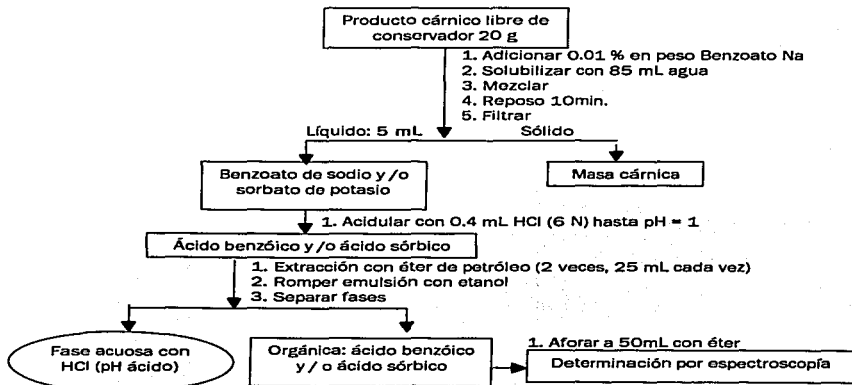 Producto cárnico libre de
conservador 20 g
1. Adicionar 0.01 % en peso Benzoato Na
2. Solubilizar con 85 mL agua
3. Mezclar
4. Reposo 10min.
5. Filtrar
Líquido: 5 mL
Sólido
Benzoato de sodio y/o
sorbato de potasio
Masa cárnica
1. Acidular con 0.4 mL HCl (6 N) hasta pH = 1
Ácido benzóico y/o ácido sórbico
1. Extracción con éter de petróleo (2 veces, 25 mL cada vez)
2. Romper emulsión con etanol
3. Separar fases
Fase acuosa con
HCl (pH ácido)
Orgánica: ácido benzóico
y/ o ácido sórbico
1. Aforar a 50mL con éter
Determinación por espectroscopía